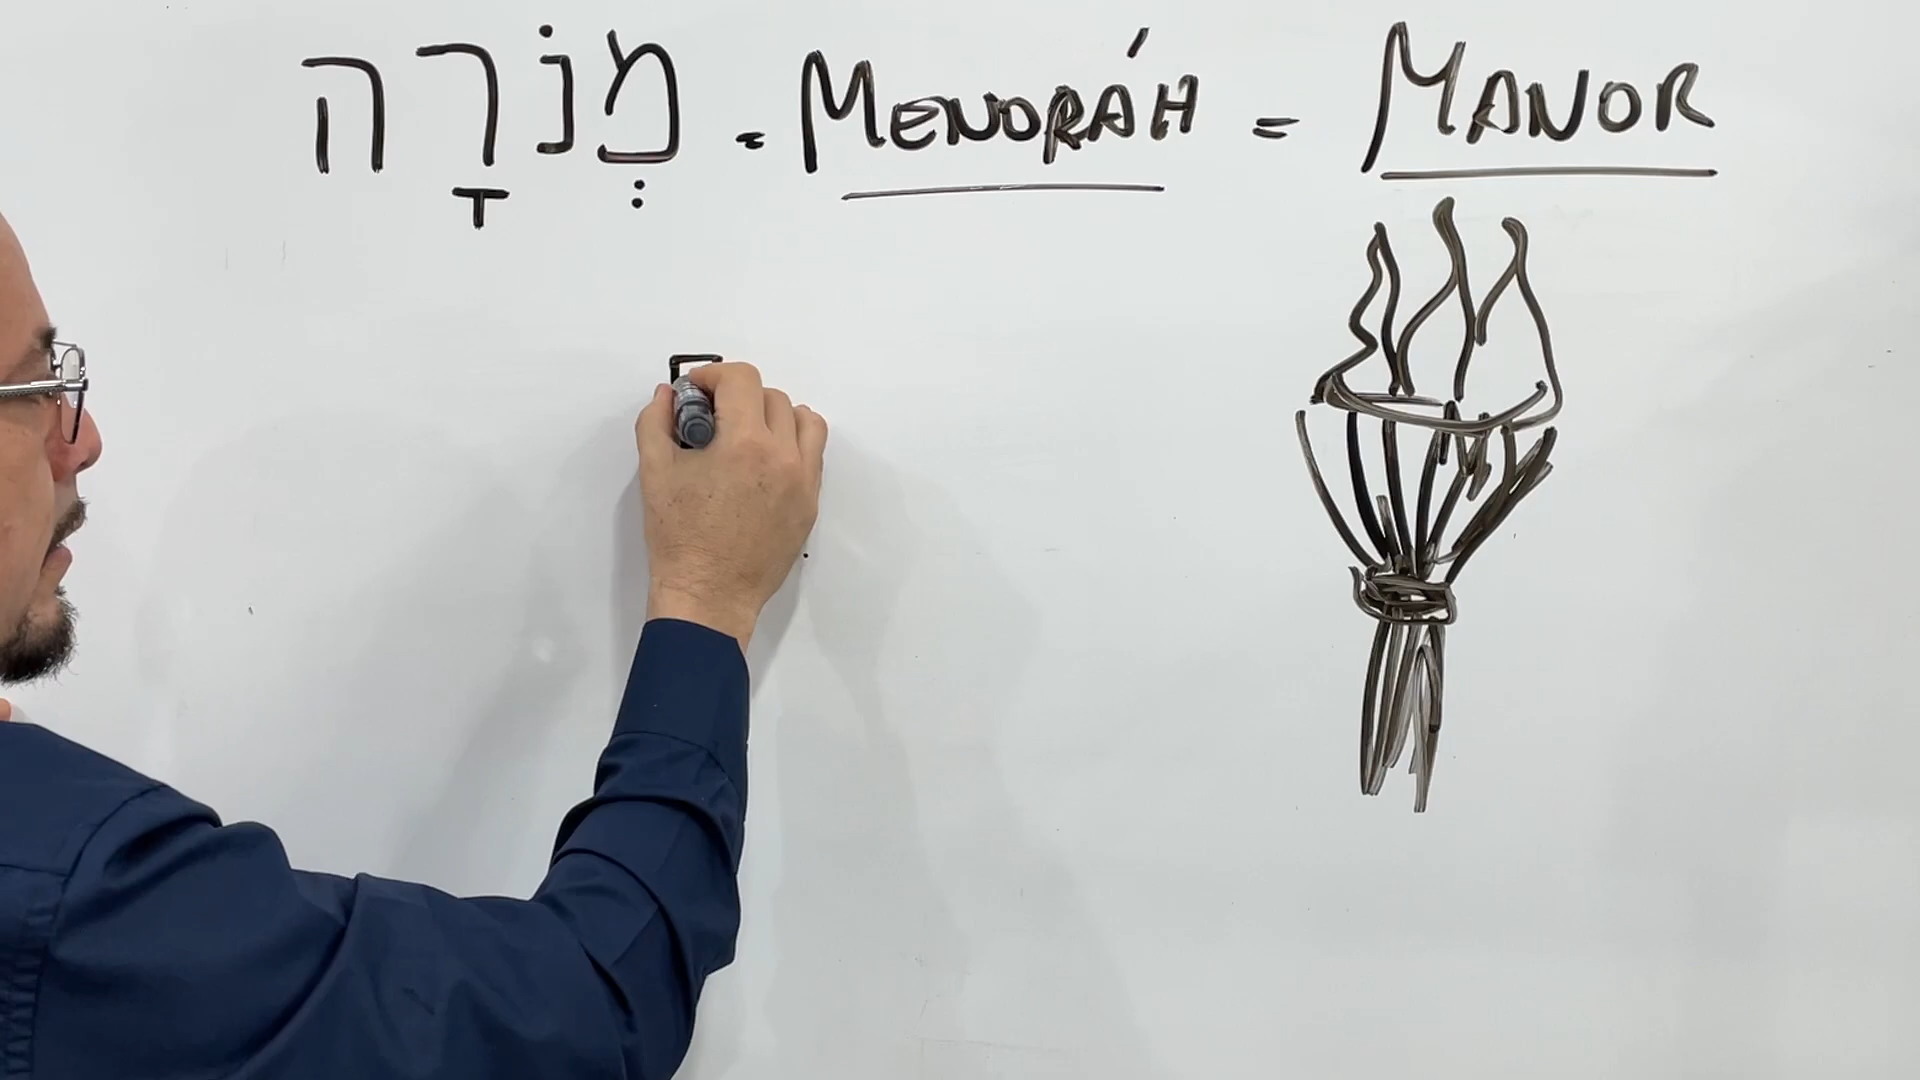 מְנֹרָה = MENORÁH = MANOR